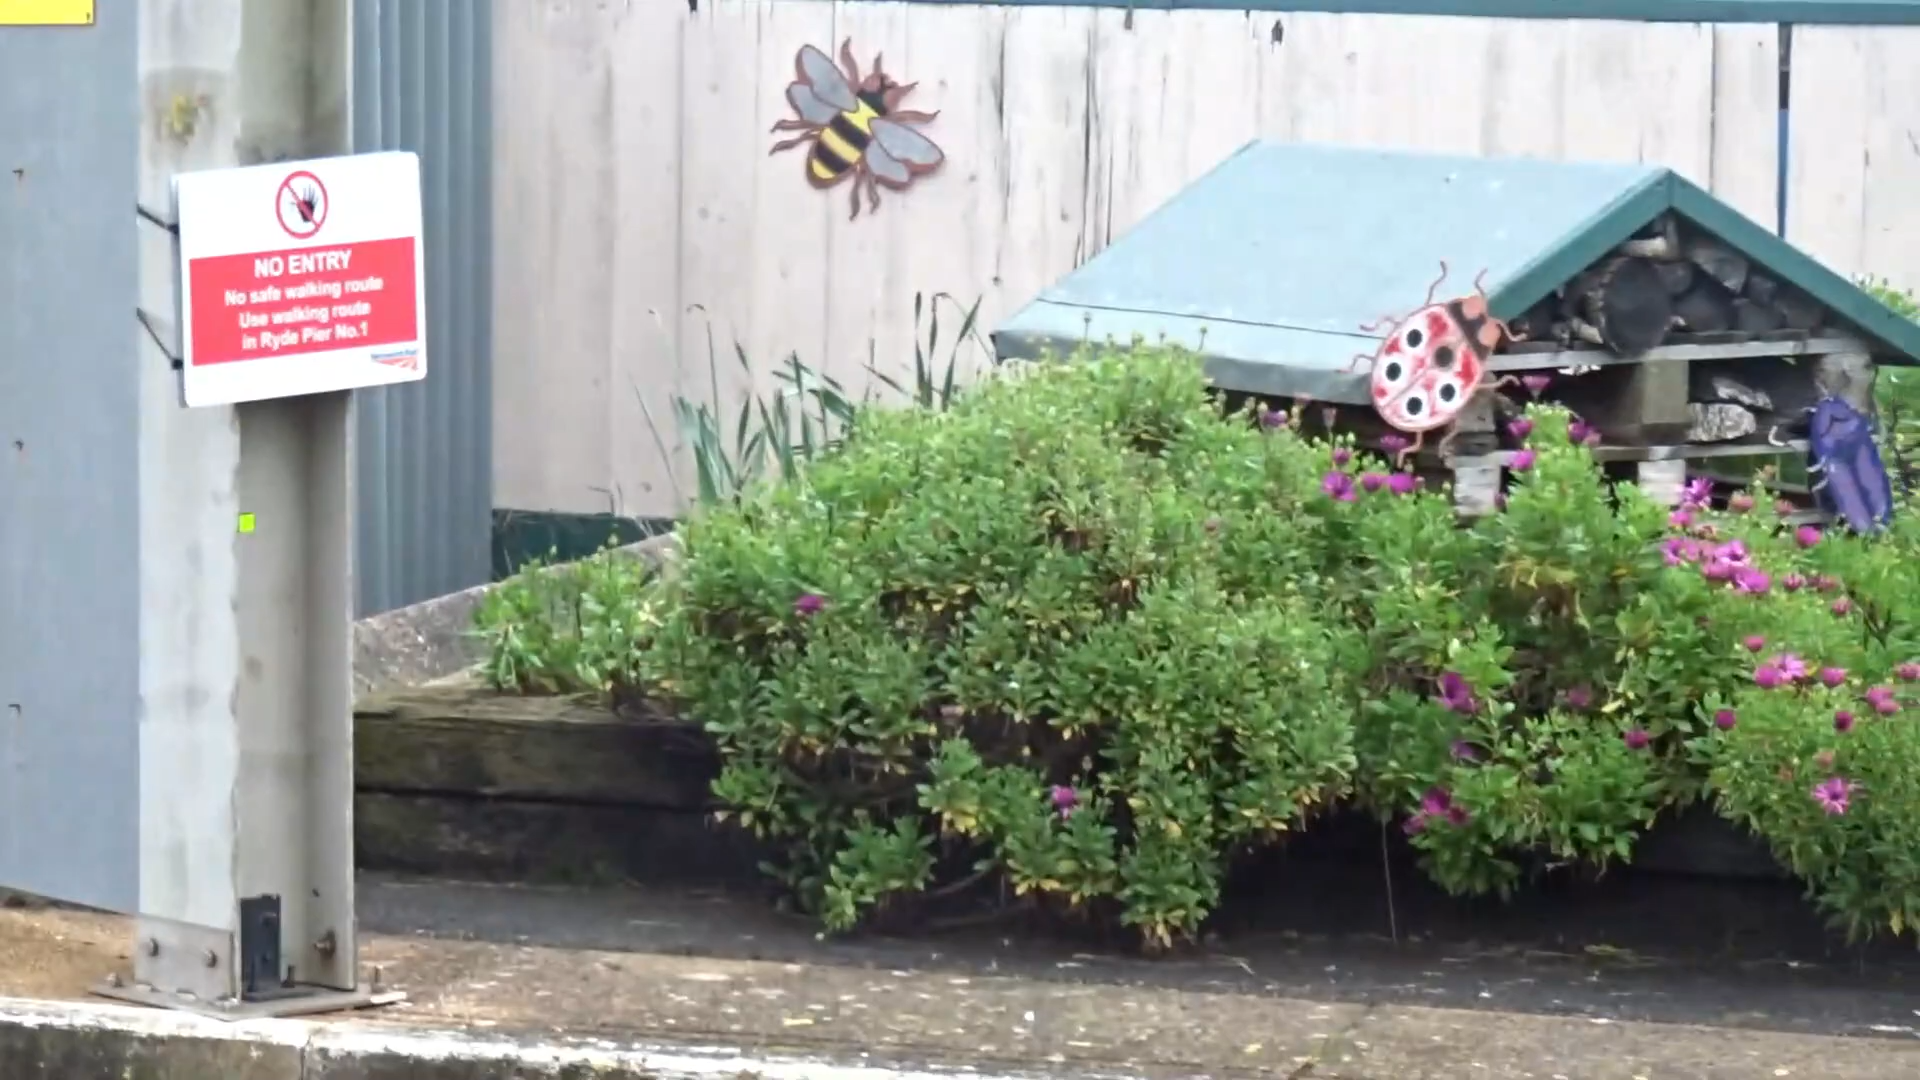 NO ENTRY
No safe walking route
Use walking route
in Ryde Pier No.1